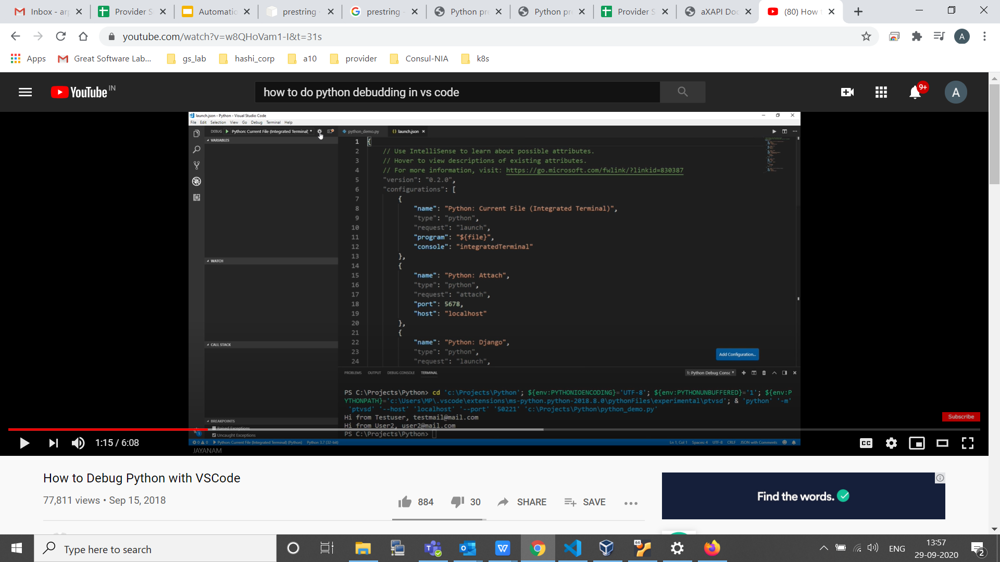 Inbox - ar
Provider S
Automatic
prestring
prestring -
Python pre
Python pr
Provider S
aXAPI Doc
(80) How t
youtube.com/watch?v=w8QHoVam1-I&t=31s
A
Apps
Great Software Lab...
gs_lab
hashi_corp
a10
provider
Consul-NIA
k8s
YouTube IN
how to do python debudding in vs code
9+
A
launch.json - Python - Visual Studio Code
File Edit Selection View Go Debug Terminal Help
DEBUG Python: Current File (Integrated Terminal
python_demo.py
{} launch.json
VARIABLES
WATCH
CALL STACK
BREAKPOINTS
Raised Exceptions
Uncaught Exceptions
1 {
2 // Use IntelliSense to learn about possible attributes.
3 // Hover to view descriptions of existing attributes.
4 // For more information, visit: https://go.microsoft.com/fwlink/?linkid=830387
5 "version": "0.2.0",
6 "configurations": [
7 {
8 "name": "Python: Current File (Integrated Terminal)",
9 "type": "python",
10 "request": "launch",
11 "program": "${file}",
12 "console": "integratedTerminal"
13 },
14 {
15 "name": "Python: Attach",
16 "type": "python",
17 "request": "attach",
18 "port": 5678,
19 "host": "localhost"
20 },
21 {
22 "name": "Python: Django",
23 "type": "python",
24 "request": "launch",
Add Configuration...
PROBLEMS OUTPUT DEBUG CONSOLE TERMINAL
1: Python Debug Consc
PS C:\Projects\Python> cd 'c:\Projects\Python'; ${env:PYTHONIOENCODING}='UTF-8'; ${env:PYTHONUNBUFFERED}='1'; ${env:P
YTHONPATH}='c:\Users\MP\.vscode\extensions\ms-python.python-2018.8.0\pythonFiles\experimental\ptvsd'; & 'python' '-m'
'ptvsd' '--host' 'localhost' '--port' '50221' 'c:\Projects\Python\python_demo.py'
Hi from Testuser, testmail@mail.com
Hi from User2, user2@mail.com
PS C:\Projects\Python>
Subscribe
1
0 0 Python: Current File (Integrated Terminal) (Python) Python 3.7 (32-bit)
Ln 1, Col 1 Spaces: 4 UTF-8 CRLF JSON with Comments
1:15 / 6:08
CC
JAYANAM
How to Debug Python with VSCode
77,811 views • Sep 15, 2018
884
30
SHARE
SAVE
Find the words.
Type here to search
64
ENG
13:57
29-09-2020
2